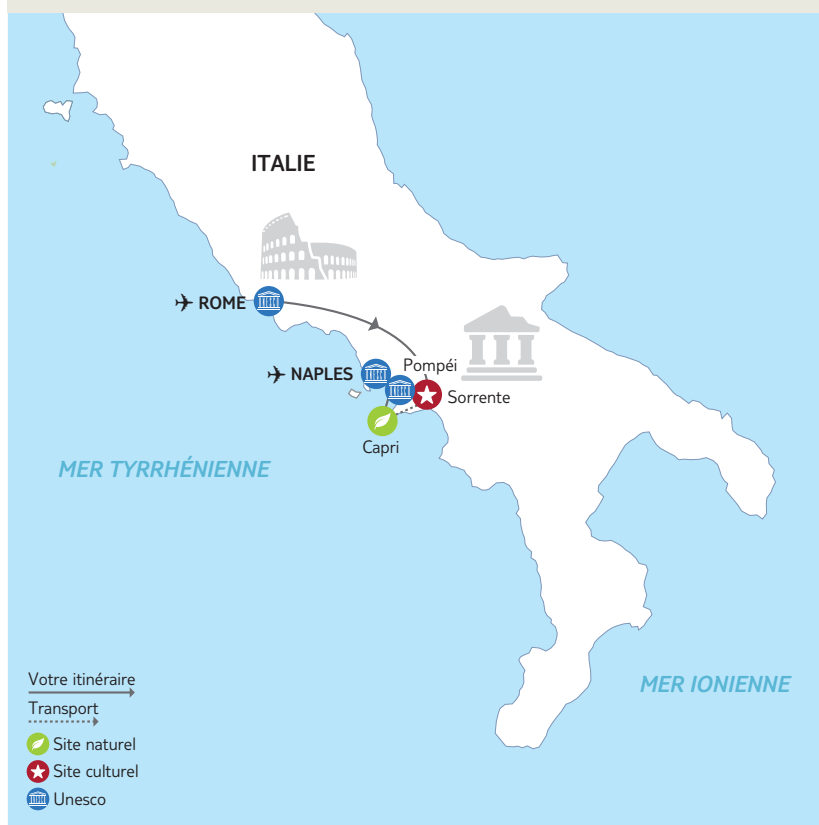 ITALIE
ROME
NAPLES
Pompéi
Sorrente
Capri
MER TYRRHÉNIENNE
MER IONIENNE
Votre itinéraire
Transport
Site naturel
Site culturel
Unesco